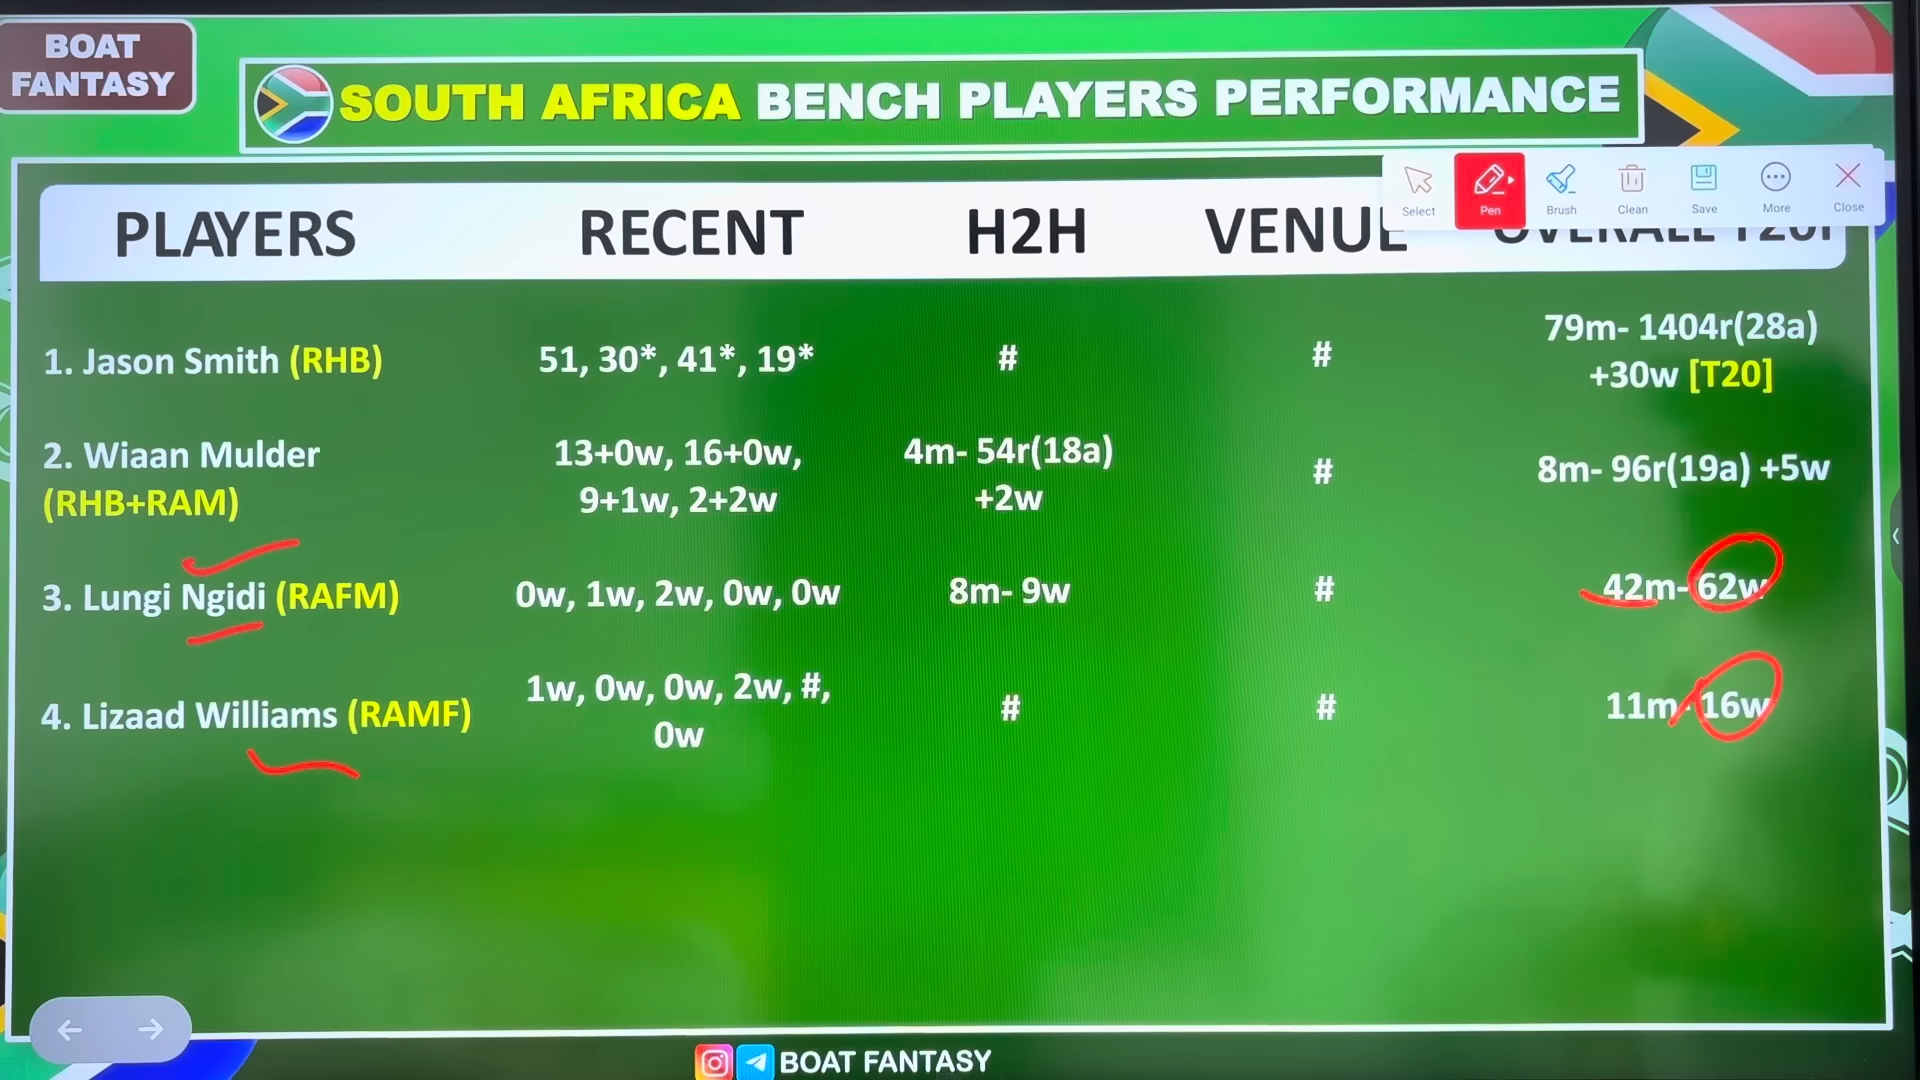 BOAT
FANTASY
SOUTH AFRICA BENCH PLAYERS PERFORMANCE
Select Pen Brush Clean Save More Close
PLAYERS RECENT H2H VENUE OVERALL T20I
79m- 1404r(28a)
1. Jason Smith (RHB) 51, 30*, 41*, 19* # #
+30w [T20]
2. Wiaan Mulder 13+0w, 16+0w, 4m- 54r(18a) # 8m- 96r(19a) +5w
(RHB+RAM) 9+1w, 2+2w +2w
3. Lungi Ngidi (RAFM) 0w, 1w, 2w, 0w, 0w 8m- 9w # 42m- 62w
4. Lizaad Williams (RAMF) 1w, 0w, 0w, 2w, #, # # 11m- 16w
0w
BOAT FANTASY